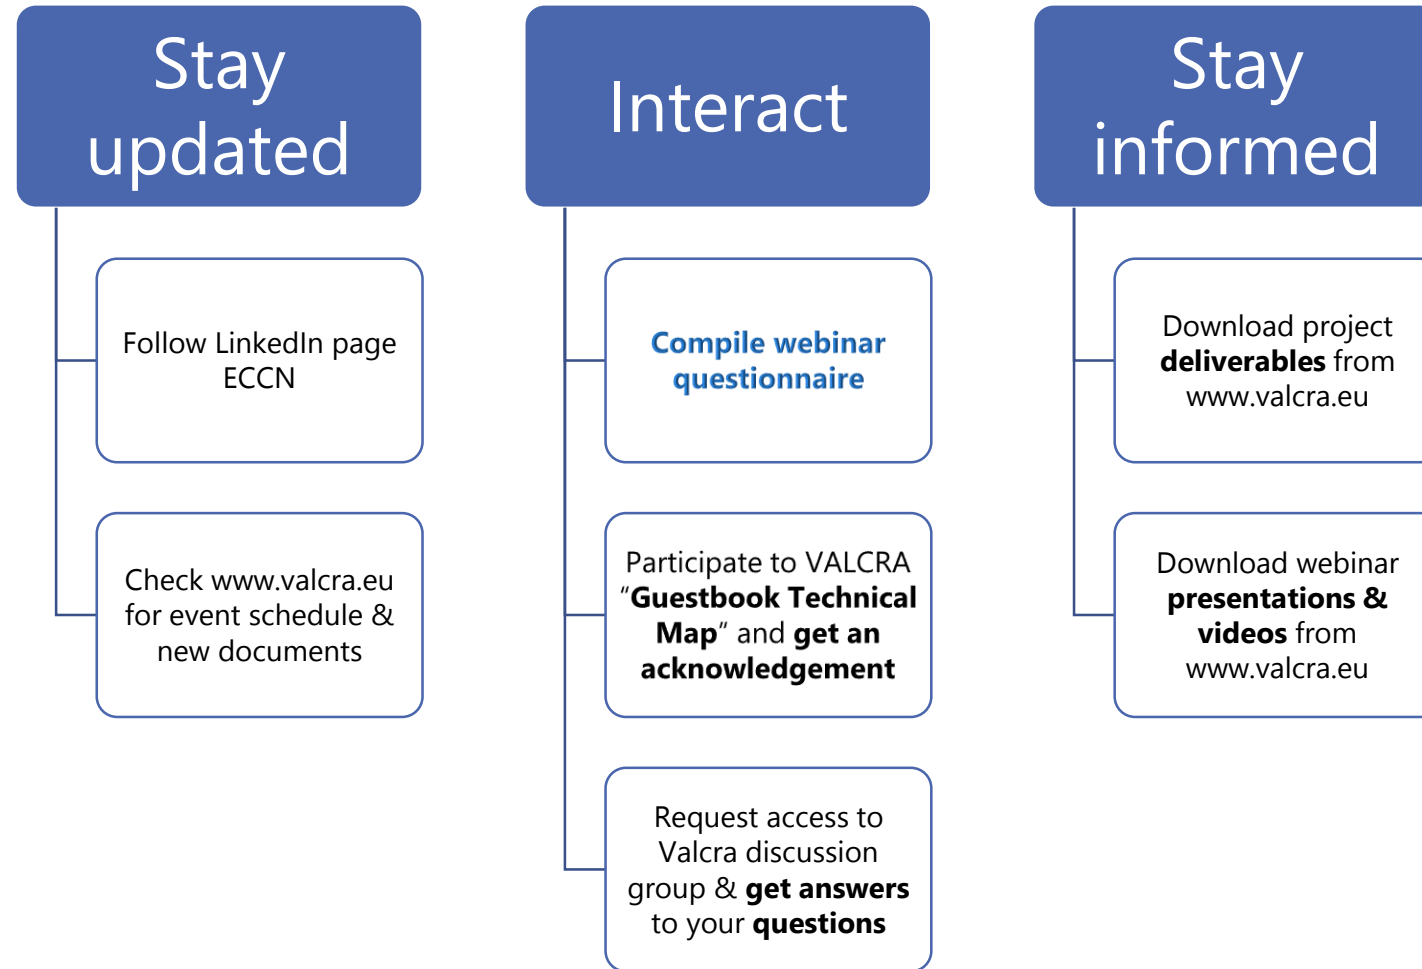 Stay
updated
Follow LinkedIn page
ECCN
Check www.valcra.eu
for event schedule &
new documents
Interact
Compile webinar
questionnaire
Participate to VALCRA
“Guestbook Technical
Map” and get an
acknowledgement
Request access to
Valcra discussion
group & get answers
to your questions
Stay
informed
Download project
deliverables from
www.valcra.eu
Download webinar
presentations &
videos from
www.valcra.eu